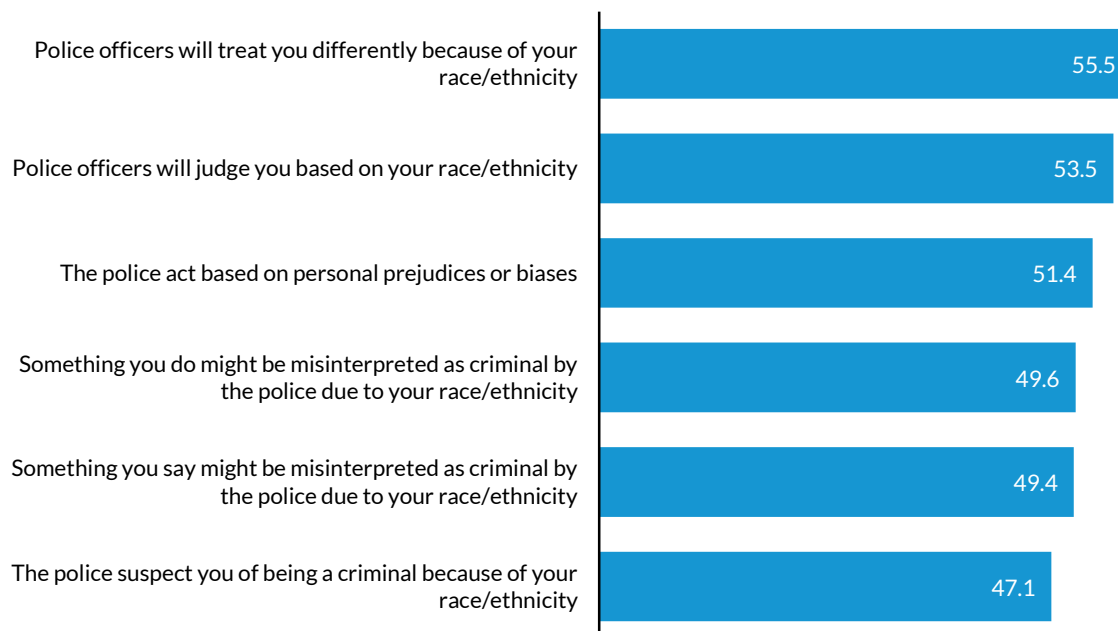 Police officers will treat you differently because of your
race/ethnicity
55.5
Police officers will judge you based on your race/ethnicity
53.5
The police act based on personal prejudices or biases
51.4
Something you do might be misinterpreted as criminal by
the police due to your race/ethnicity
49.6
Something you say might be misinterpreted as criminal by
the police due to your race/ethnicity
49.4
The police suspect you of being a criminal because of your
race/ethnicity
47.1